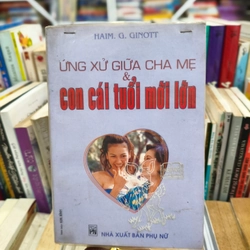 HAIM. G. GINOTT
ỨNG XỬ GIỮA CHA MẸ
&
con cái tuổi mới lớn
NHÀ XUẤT BẢN PHỤ NỮ